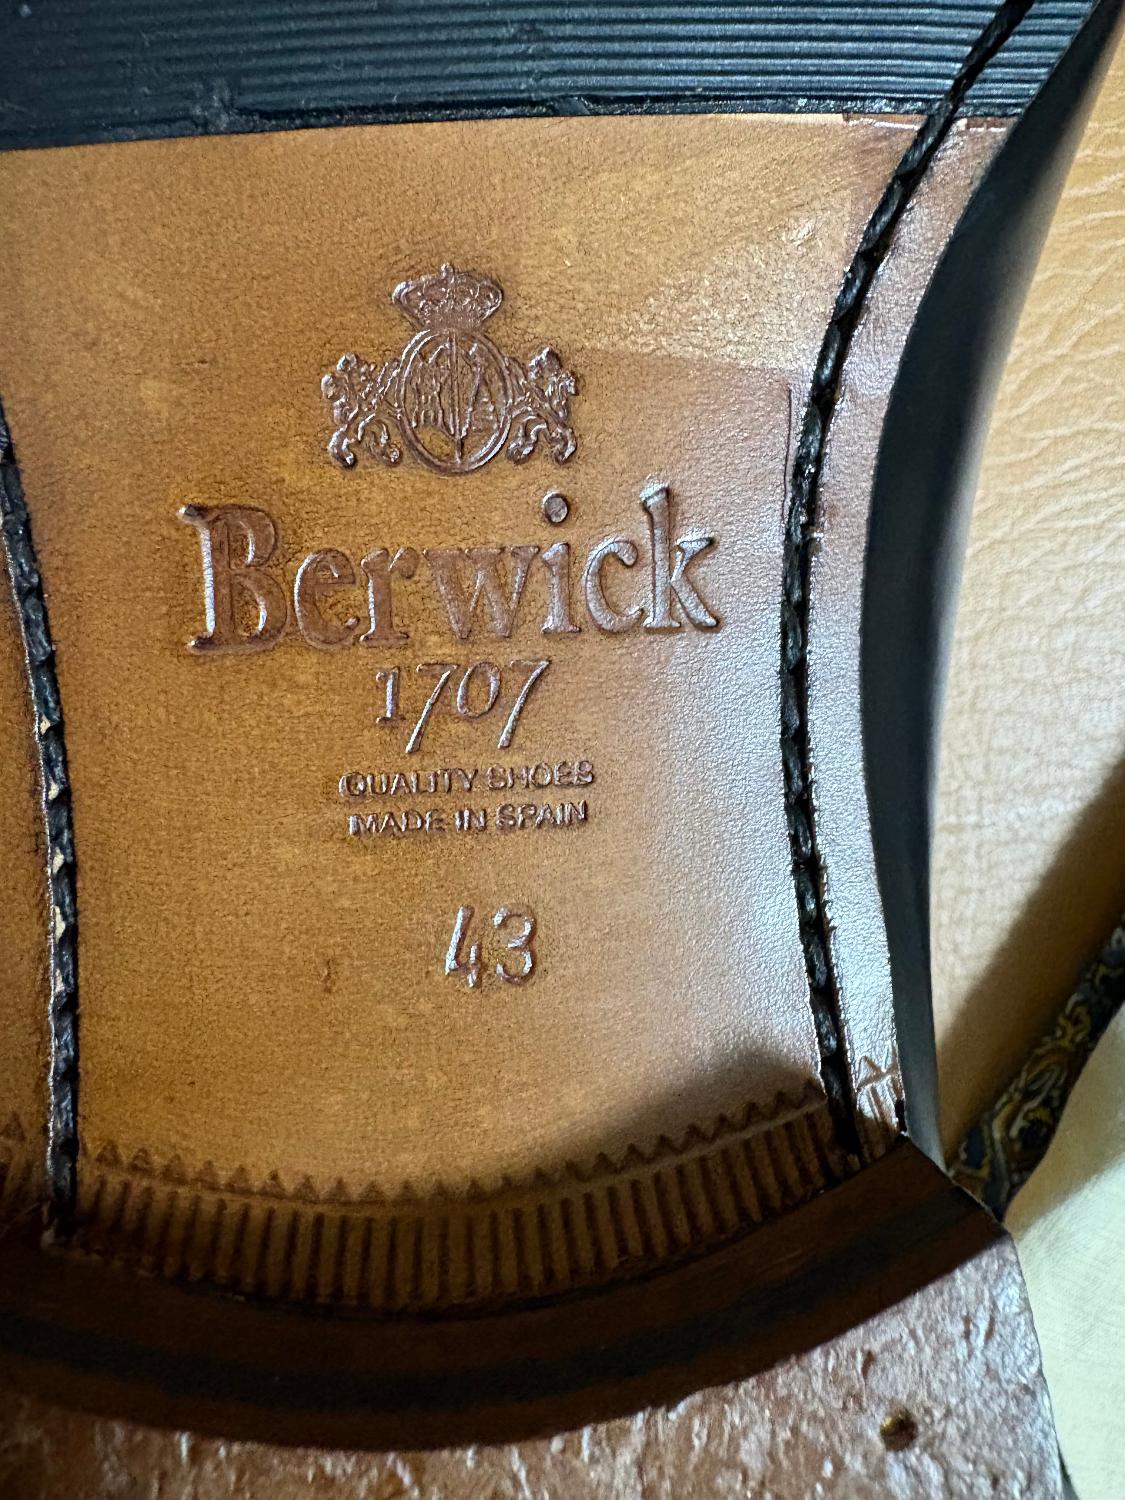 Berwick
1707
QUALITY SHOES
MADE IN SPAIN
43